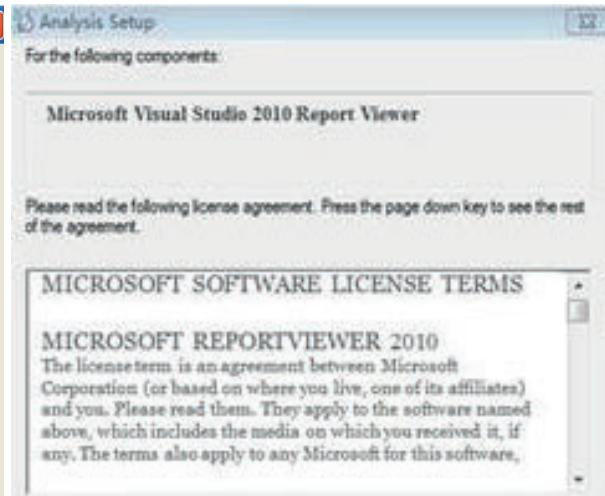 Analysis Setup
For the following components:
Microsoft Visual Studio 2010 Report Viewer
Please read the following license agreement. Press the page down key to see the rest
of the agreement.
MICROSOFT SOFTWARE LICENSE TERMS
MICROSOFT REPORTVIEWER 2010
The license term is an agreement between Microsoft
Corporation (or based on where you live, one of its affiliates)
and you. Please read them. They apply to the software named
above, which includes the media on which you received it, if
any. The terms also apply to any Microsoft for this software,